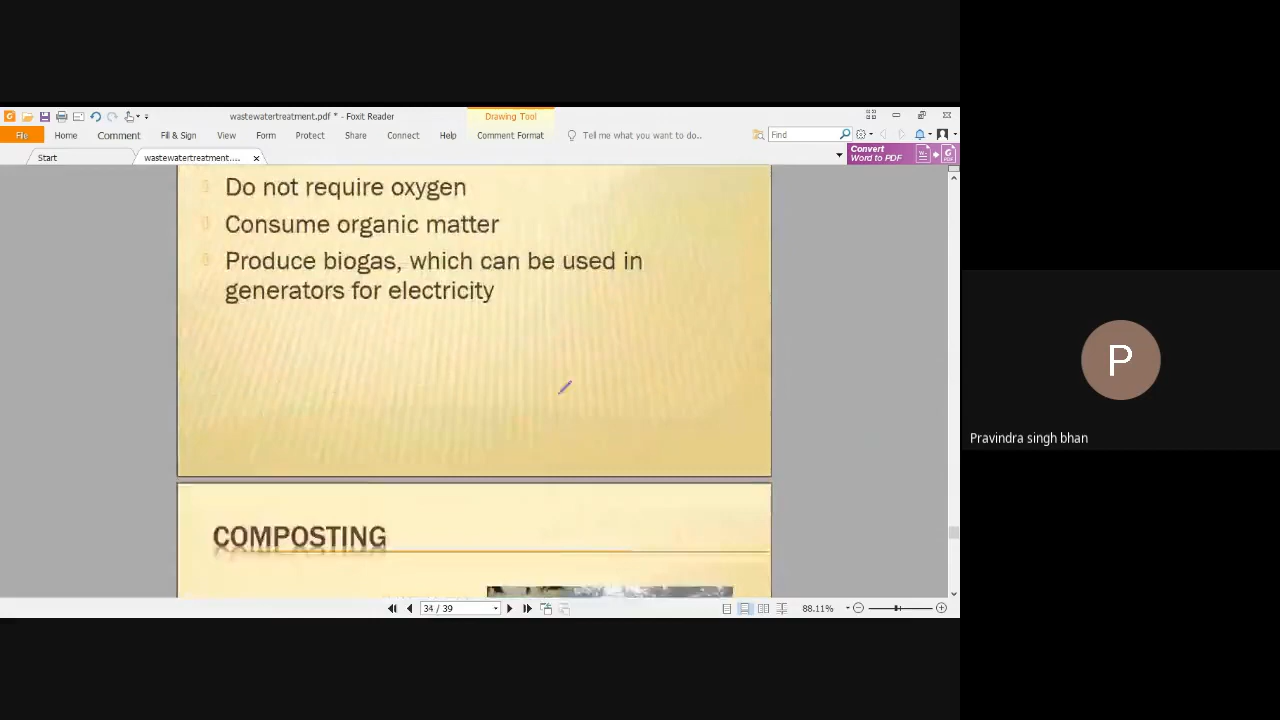 wastewatertreatment.pdf * - Foxit Reader
Drawing Tool
File Home Comment Fill & Sign View Form Protect Share Connect Help Comment Format Tell me what you want to do.. Find
Start wastewatertreatment....
Convert
Word to PDF
Do not require oxygen
Consume organic matter
Produce biogas, which can be used in
generators for electricity
COMPOSTING
34 / 39
88.11%
P
Pravindra singh bhan